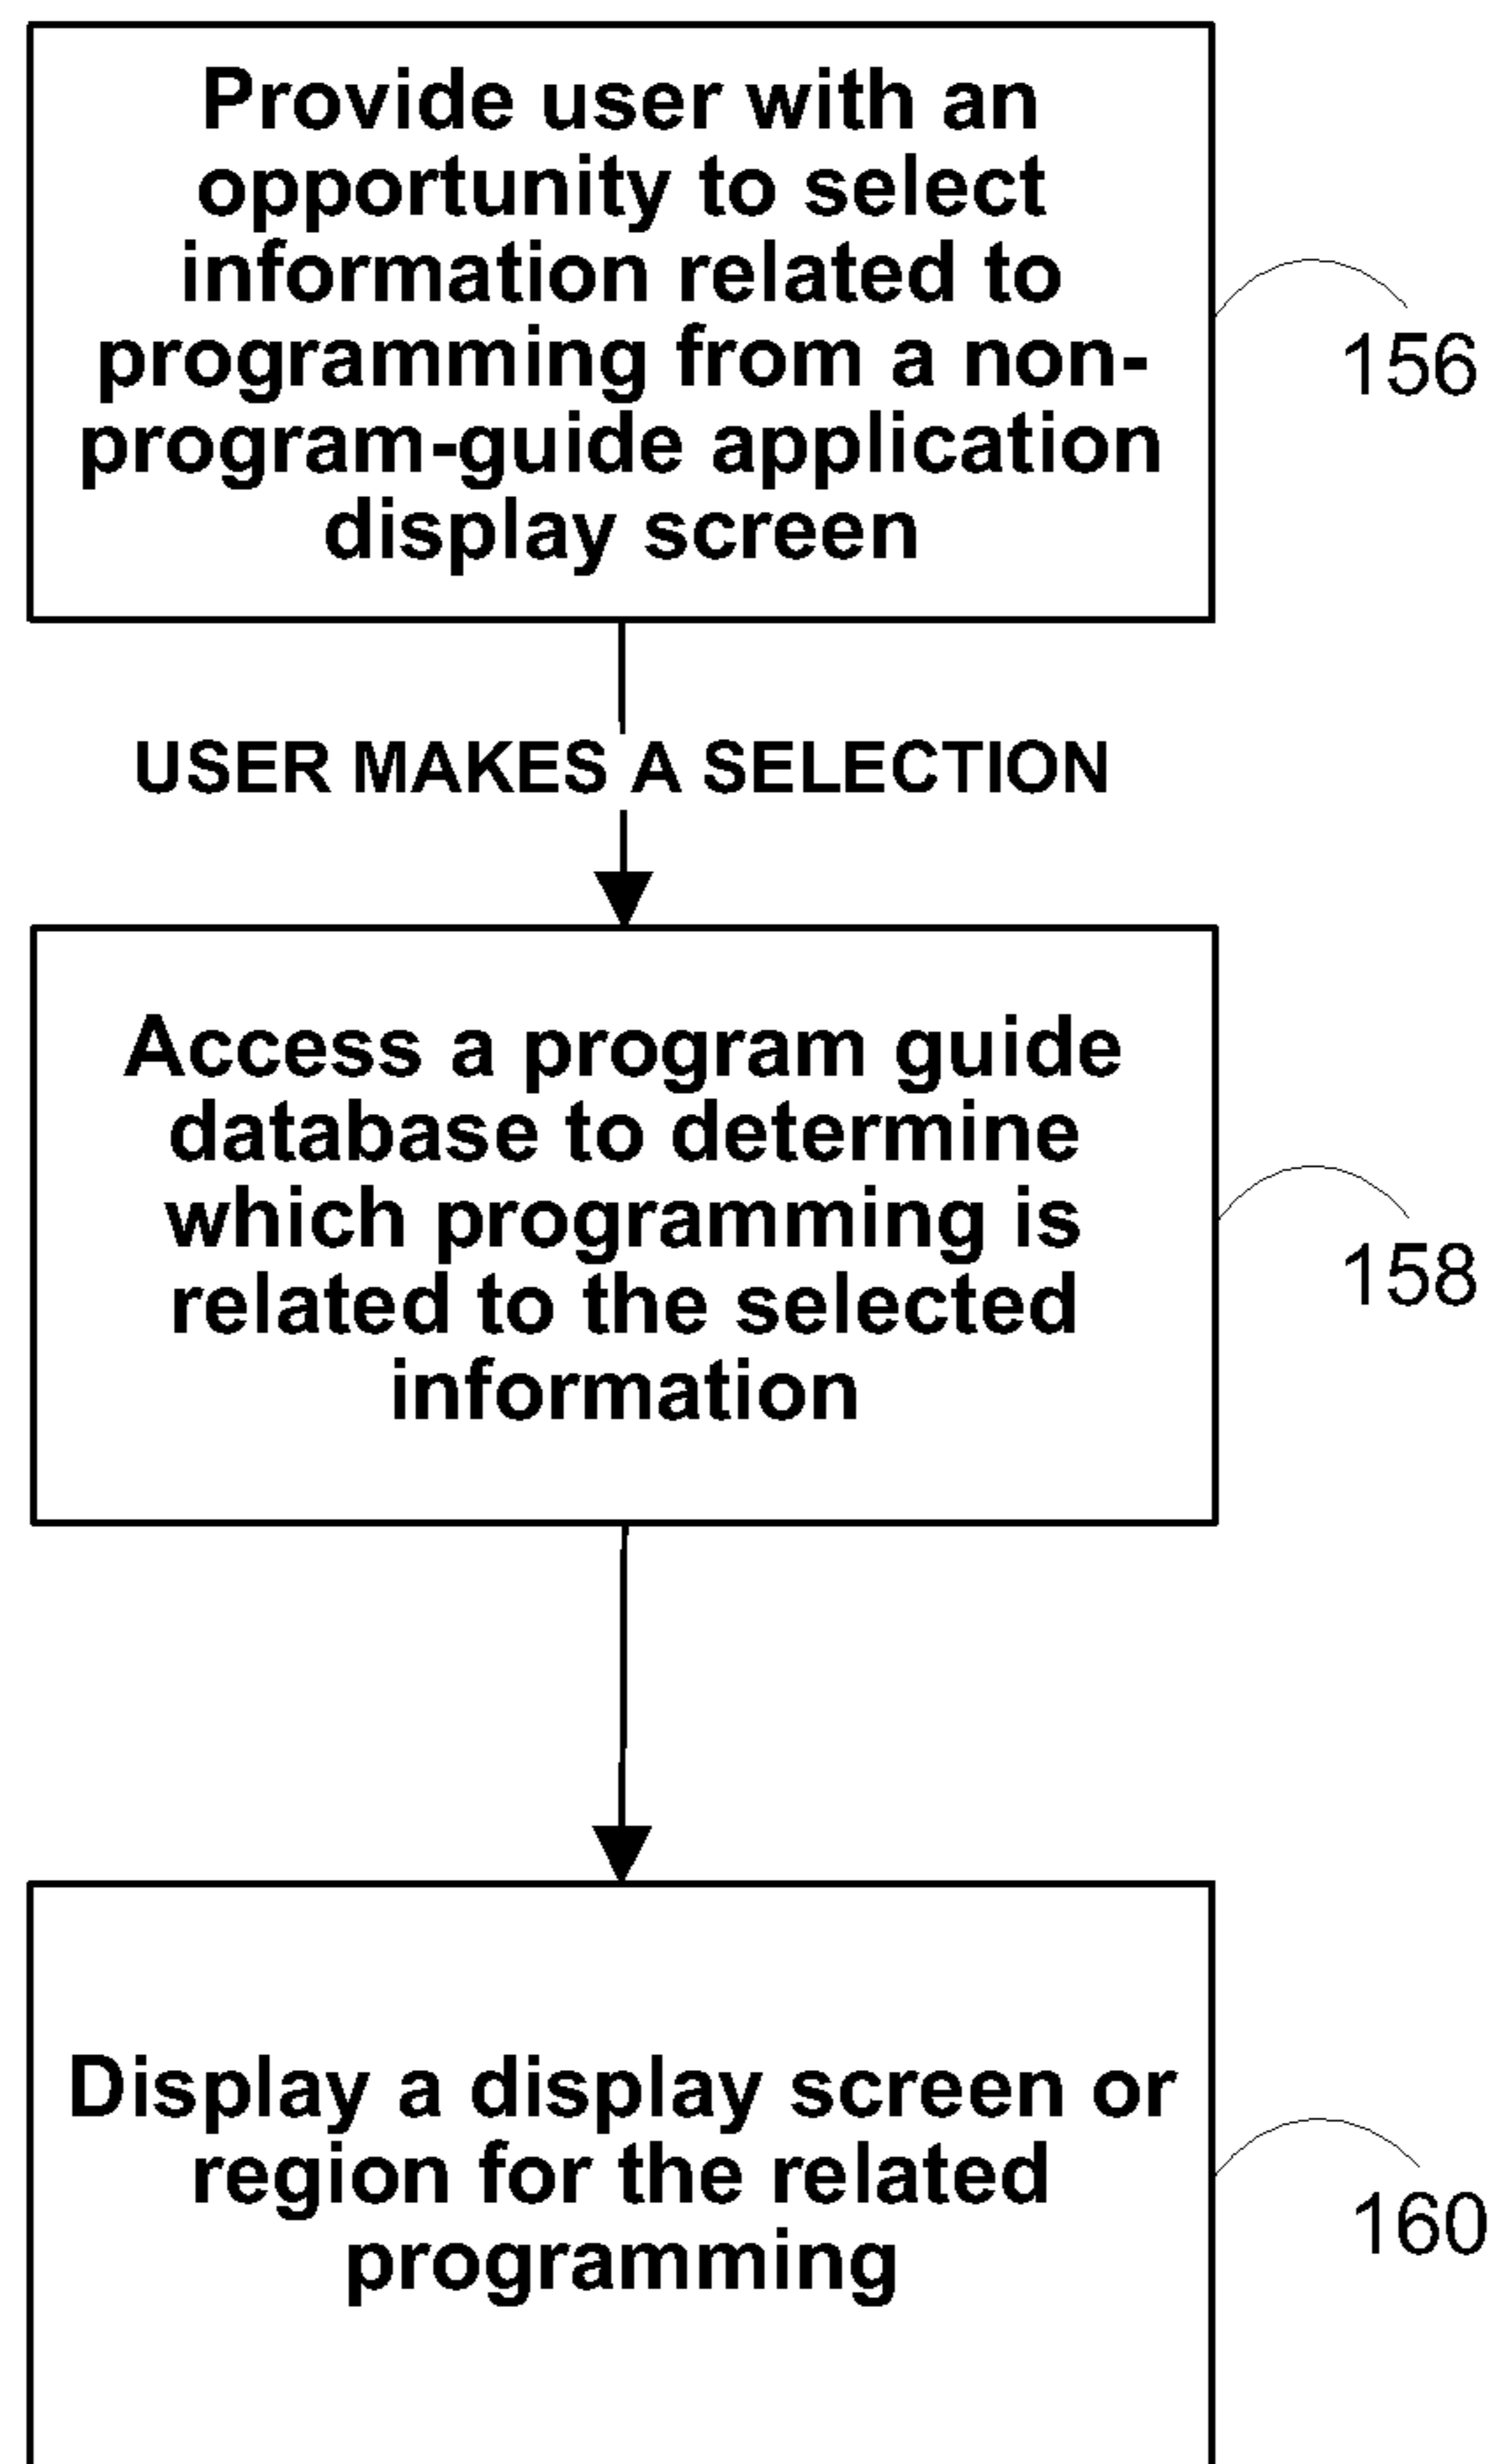 Provide user with an
opportunity to select
information related to
programming from a non-
program-guide application
display screen
156
USER MAKES A SELECTION
Access a program guide
database to determine
which programming is
related to the selected
information
158
Display a display screen or
region for the related
programming
160